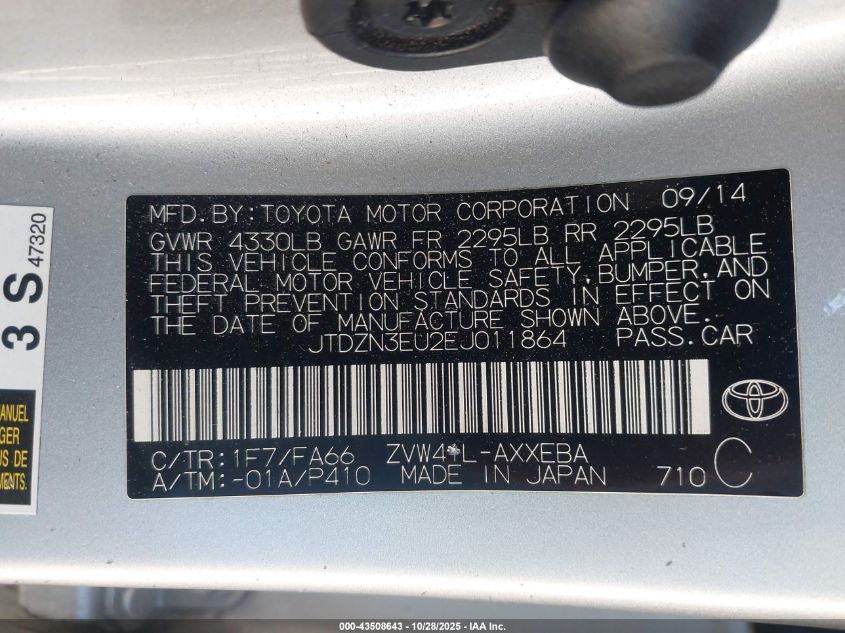 MFD.BY:TOYOTA MOTOR CORPORATION 09/14
GVWR 4330LB GAWR FR 2295LB RR 2295LB
THIS VEHICLE CONFORMS TO ALL APPLICABLE
FEDERAL MOTOR VEHICLE SAFETY,BUMPER,AND
THEFT PREVENTION STANDARDS IN EFFECT ON
THE DATE OF MANUFACTURE SHOWN ABOVE.
JTDZN3EU2EJ011864 PASS.CAR
C/TR:1F7/FA66 ZVW4*L-AXXEBA
A/TM:-01A/P410 MADE IN JAPAN 710 C
3 S 47320
MANUEL
GER
DE
MENTS.
000-43508643 | 10/28/2025 | IAA Inc.